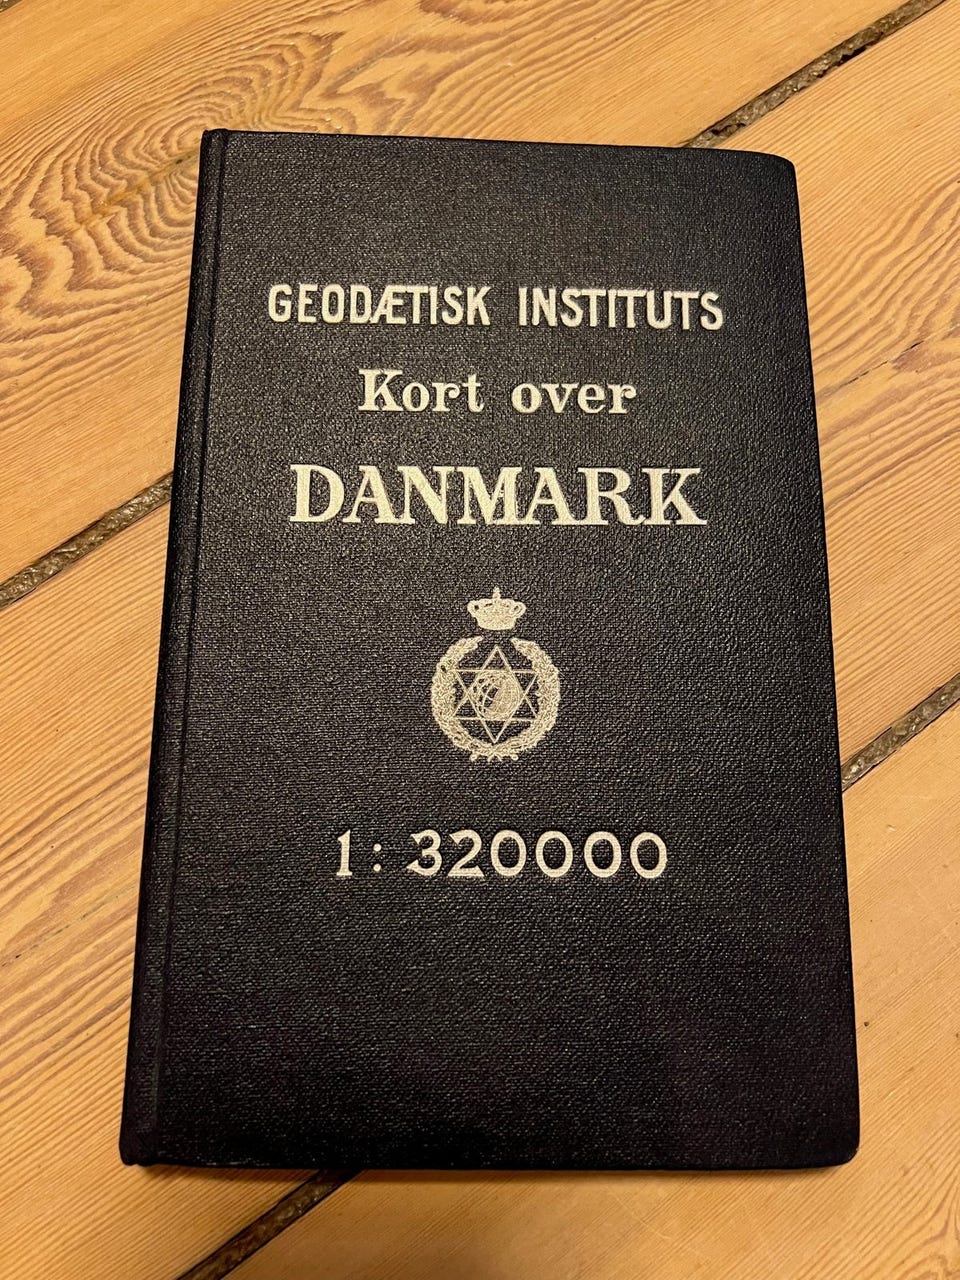 GEODÆTISK INSTITUTS
Kort over
DANMARK
1:320000